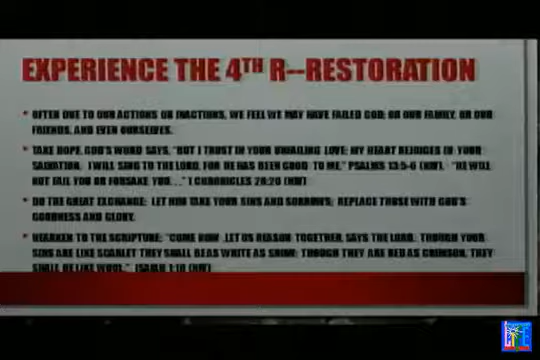 EXPERIENCE THE 4TH R--RESTORATION
• OFTEN DUE TO OUR ACTIONS OR INACTIONS, WE FEEL WE MAY HAVE FAILED GOD; OR OUR FAMILY, OR OUR
FRIENDS, AND EVEN OURSELVES.
• TAKE HOPE, GOD'S WORD SAYS, "BUT I TRUST IN YOUR UNFAILING LOVE; MY HEART REJOICES IN YOUR
SALVATION. I WILL SING TO THE LORD, FOR HE HAS BEEN GOOD TO ME." PSALMS 13:5-6 (NIV). "HE WILL
NOT FAIL YOU OR FORSAKE YOU..." I CHRONICLES 28:20 (NIV)
• DO THE GREAT EXCHANGE: LET HIM TAKE YOUR SINS AND SORROWS; REPLACE THOSE WITH GOD'S
GOODNESS AND GLORY.
• HEARKEN TO THE SCRIPTURE: "COME NOW, LET US REASON TOGETHER, SAYS THE LORD. THOUGH YOUR
SINS ARE LIKE SCARLET THEY SHALL BE AS WHITE AS SNOW; THOUGH THEY ARE RED AS CRIMSON, THEY
SHALL BE LIKE WOOL." ISAIAH 1:18 (NIV)